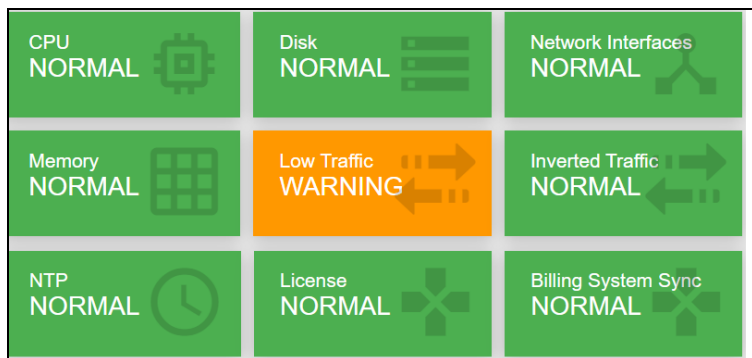 CPU
NORMAL
Disk
NORMAL
Network Interfaces
NORMAL
Memory
NORMAL
Low Traffic
WARNING
Inverted Traffic
NORMAL
NTP
NORMAL
License
NORMAL
Billing System Sync
NORMAL